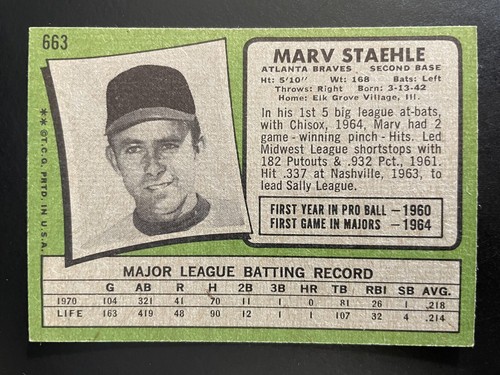 663
MARV STAEHLE
ATLANTA BRAVES SECOND BASE
Ht: 5'10" Wt: 168 Bats: Left
Throws: Right Born: 3-13-42
Home: Elk Grove Village, Ill.
In his 1st 5 big league at-bats,
with Chisox, 1964, Marv had 2
game-winning pinch-Hits. Led
Midwest League shortstops with
182 Putouts & .932 Pct., 1961.
Hit .337 at Nashville, 1963, to
lead Sally League.
FIRST YEAR IN PRO BALL—1960
FIRST GAME IN MAJORS—1964
**©T.C.G. PRTD. IN U.S.A.
MAJOR LEAGUE BATTING RECORD
G AB R H 2B 3B HR TB RBI SB AVG.
1970 104 321 41 70 11 1 0 81 26 1 .218
LIFE 163 419 48 90 12 1 1 107 32 4 .214